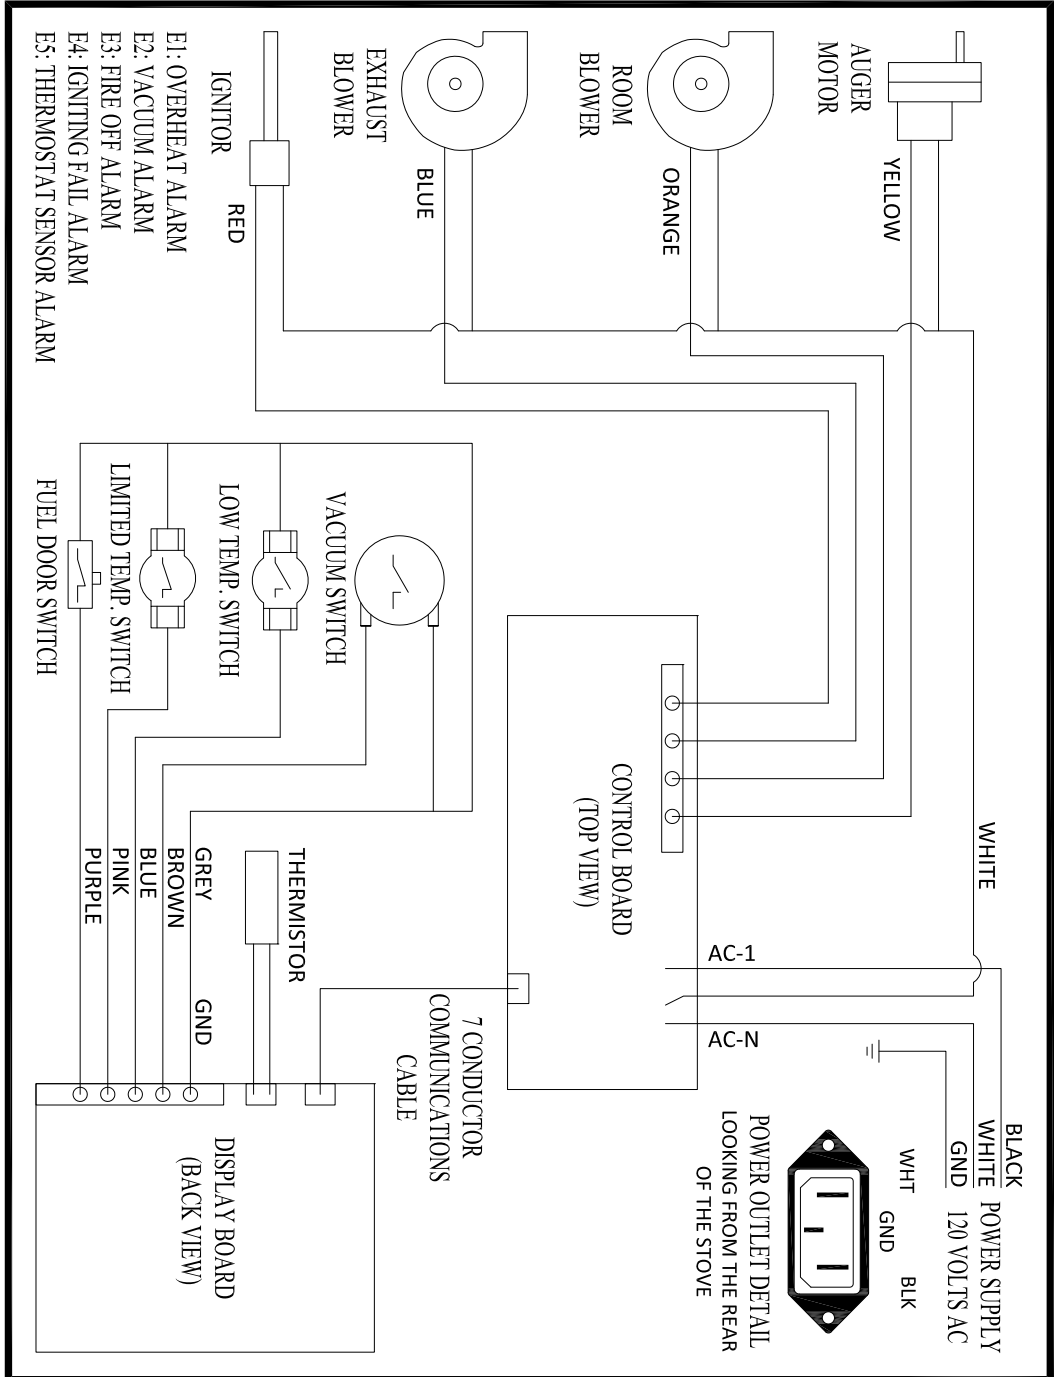 AUGER
MOTOR
YELLOW
ROOM
BLOWER
ORANGE
EXHAUST
BLOWER
BLUE
IGNITOR
RED
E1: OVERHEAT ALARM
E2: VACUUM ALARM
E3: FIRE OFF ALARM
E4: IGNITING FAIL ALARM
E5: THERMOSTAT SENSOR ALARM
WHITE
CONTROL BOARD
(TOP VIEW)
AC-1
AC-N
VACUUM SWITCH
LOW TEMP. SWITCH
LIMITED TEMP. SWITCH
FUEL DOOR SWITCH
THERMISTOR
GREY
BROWN
BLUE
PINK
PURPLE
GND
7 CONDUCTOR
COMMUNICATIONS
CABLE
BLACK
WHITE
GND
POWER SUPPLY
120 VOLTS AC
WHT
GND
BLK
POWER OUTLET DETAIL
LOOKING FROM THE REAR
OF THE STOVE
DISPLAY BOARD
(BACK VIEW)